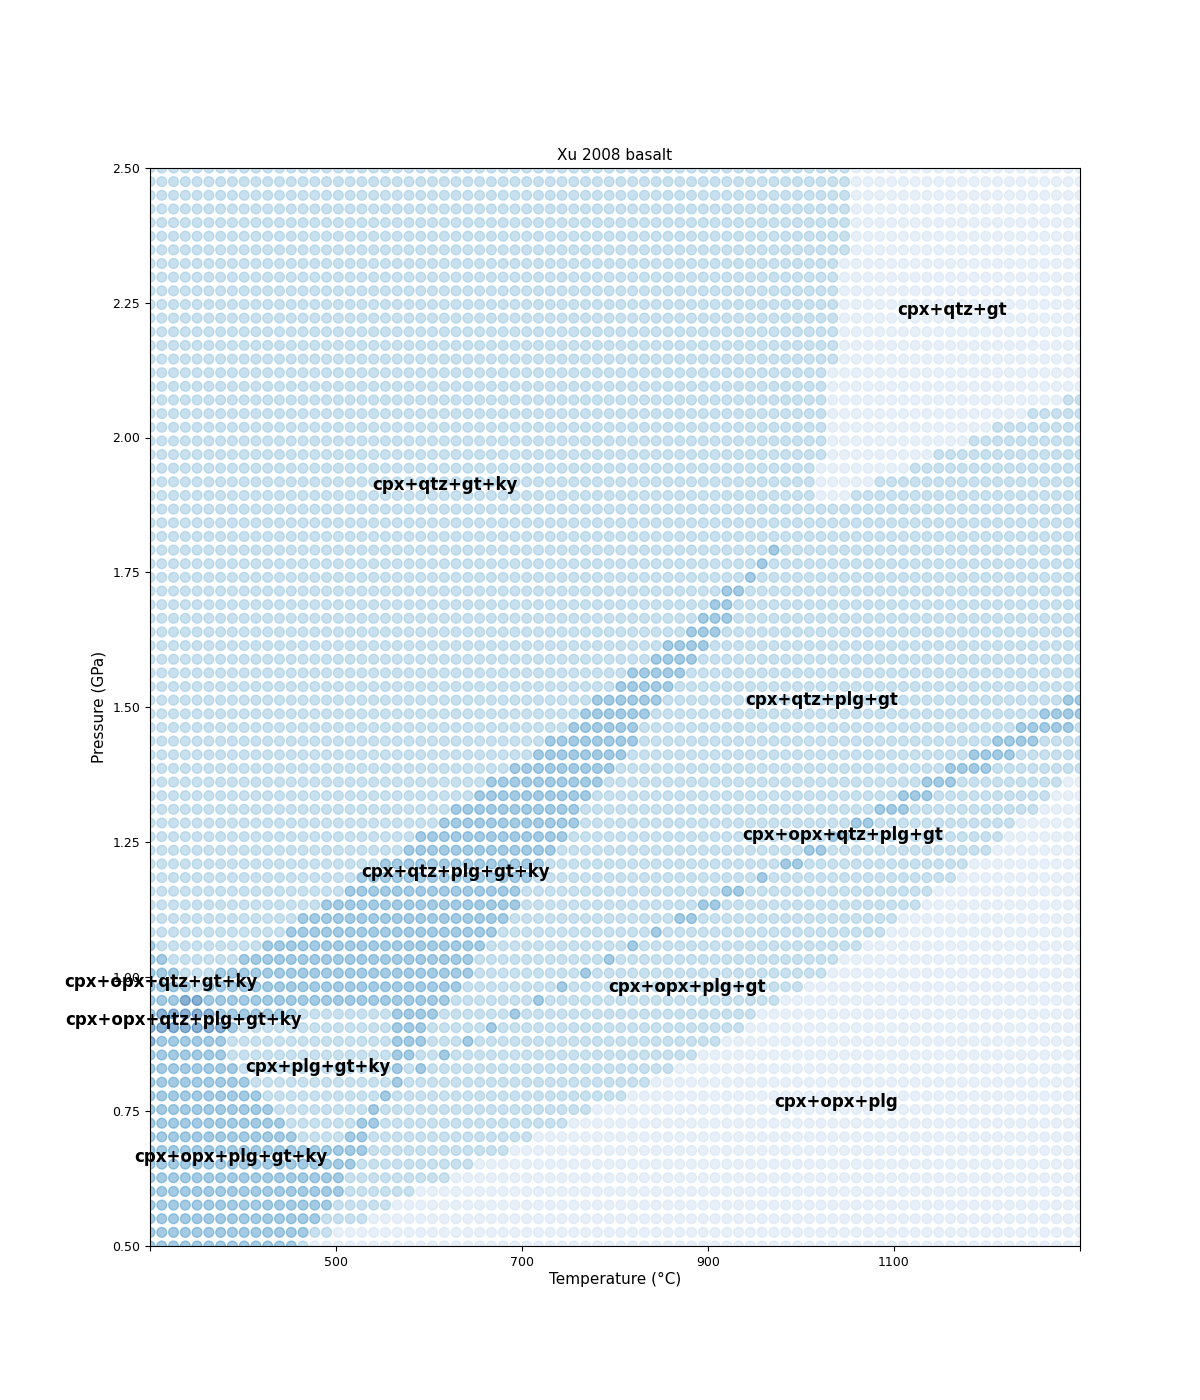 Xu 2008 basalt
2.50
2.25
cpx+qtz+gt
2.00
cpx+qtz+gt+ky
1.75
Pressure (GPa)
1.50
cpx+qtz+plg+gt
1.25
cpx+opx+qtz+plg+gt
cpx+qtz+plg+gt+ky
1.00
cpx+opx+qtz+gt+ky
cpx+opx+plg+gt
cpx+opx+qtz+plg+gt+ky
cpx+plg+gt+ky
0.75
cpx+opx+plg
cpx+opx+plg+gt+ky
0.50
500 700 900 1100
Temperature (°C)